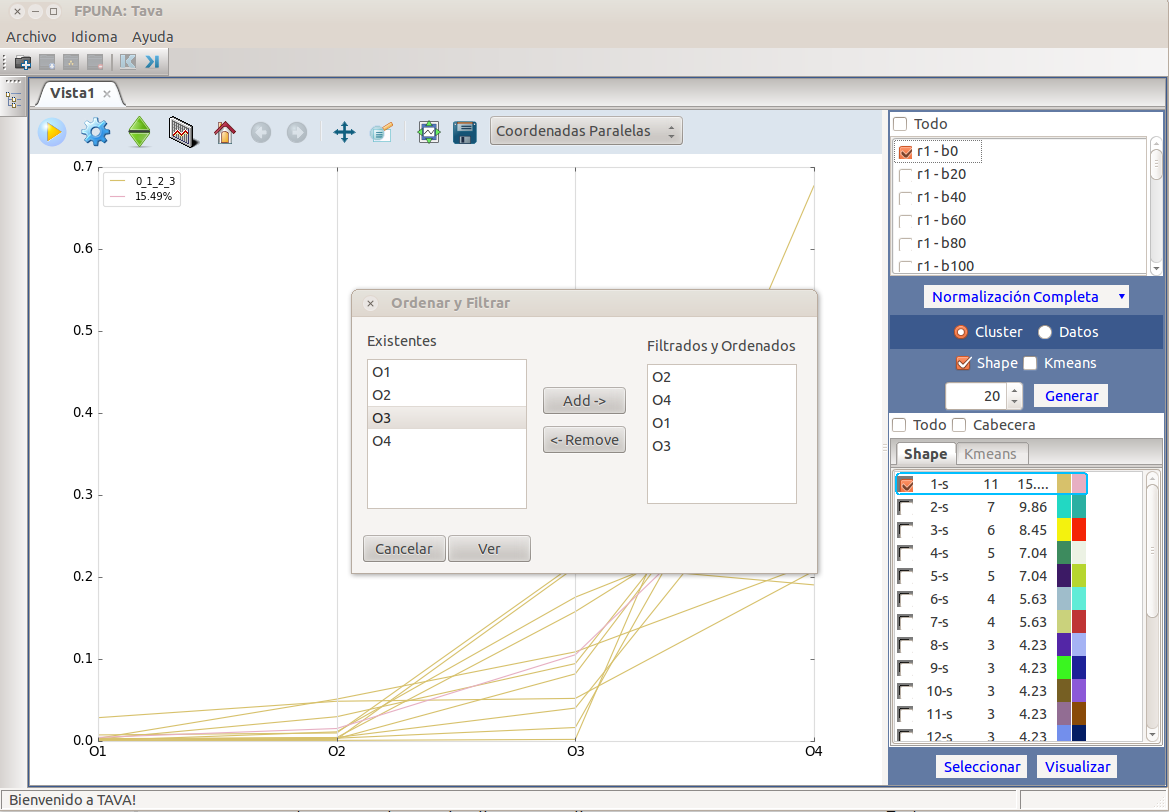 FPUNA: Tava
Archivo Idioma Ayuda
Vista1
Coordenadas Paralelas
0.7
0.6
0.5
0.4
0.3
0.2
0.1
0.0
O1 O2 O3 O4
0_1_2_3
15.49%
Ordenar y Filtrar
Existentes
O1
O2
O3
O4
Add ->
<- Remove
Filtrados y Ordenados
O2
O4
O1
O3
Cancelar Ver
Todo
r1 - b0
r1 - b20
r1 - b40
r1 - b60
r1 - b80
r1 - b100
Normalización Completa
Cluster Datos
Shape Kmeans
20 Generar
Todo Cabecera
Shape Kmeans
1-s 11 15....
2-s 7 9.86
3-s 6 8.45
4-s 5 7.04
5-s 5 7.04
6-s 4 5.63
7-s 4 5.63
8-s 3 4.23
9-s 3 4.23
10-s 3 4.23
11-s 3 4.23
12-s 3 4.23
Seleccionar Visualizar
Bienvenido a TAVA!